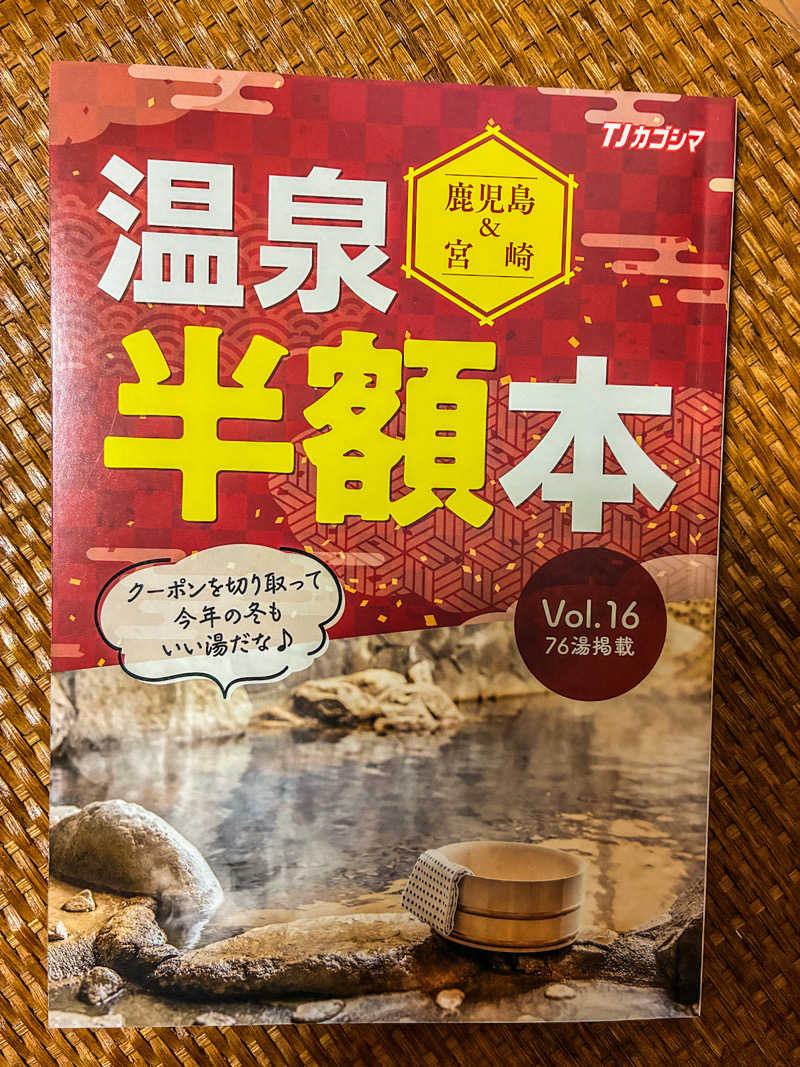 TJカゴシマ
鹿児島
&
宮崎
温泉
半額本
クーポンを切り取って
今年の冬も
いい湯だな♪
Vol.16
76湯掲載